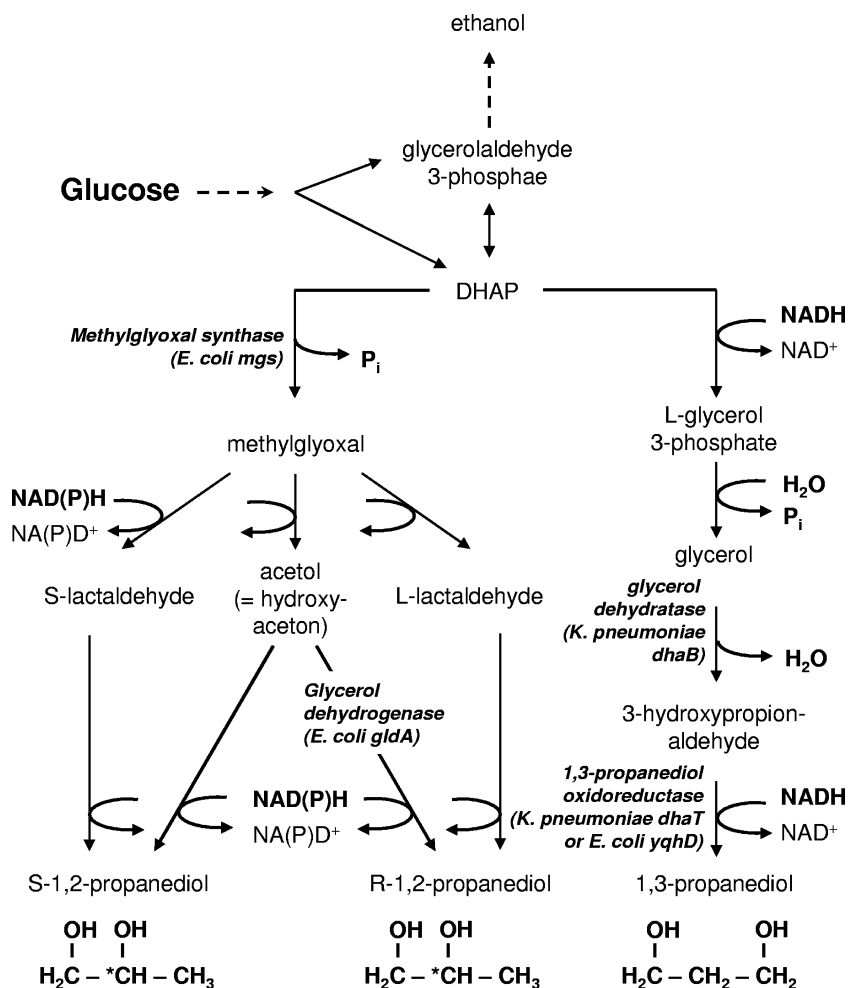 ethanol
glycerolaldehyde
3-phosphae
Glucose
DHAP
Methylglyoxal synthase
(E. coli mgs)
Pi
NADH
NAD+
methylglyoxal
L-glycerol
3-phosphate
NAD(P)H
NA(P)D+
H2O
Pi
glycerol
S-lactaldehyde
acetol
(= hydroxy-
aceton)
L-lactaldehyde
glycerol
dehydratase
(K. pneumoniae
dhaB)
H2O
Glycerol
dehydrogenase
(E. coli gldA)
3-hydroxypropion-
aldehyde
NAD(P)H
NA(P)D+
1,3-propanediol
oxidoreductase
(K. pneumoniae dhaT
or E. coli yqhD)
NADH
NAD+
S-1,2-propanediol
R-1,2-propanediol
1,3-propanediol
OH OH
H2C – *CH – CH3
OH OH
H2C – *CH – CH3
OH OH
H2C – CH2 – CH2